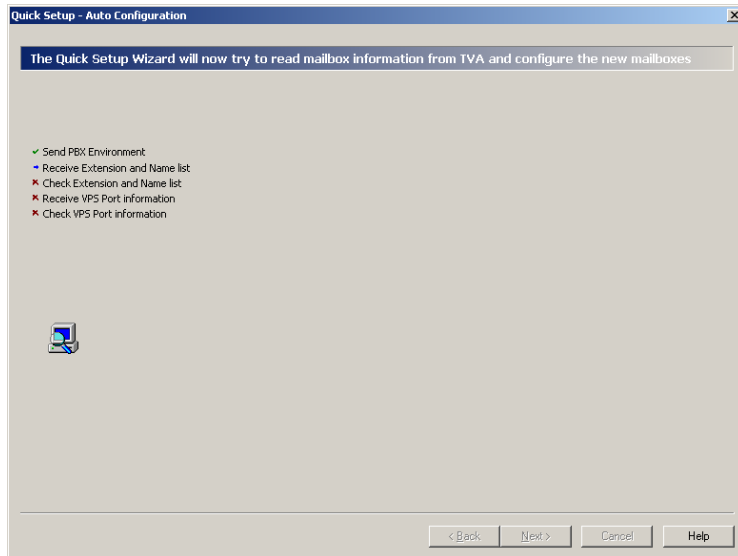 Quick Setup - Auto Configuration
The Quick Setup Wizard will now try to read mailbox information from TVA and configure the new mailboxes
Send PBX Environment
Receive Extension and Name list
Check Extension and Name list
Receive VPS Port information
Check VPS Port information
< Back Next > Cancel Help